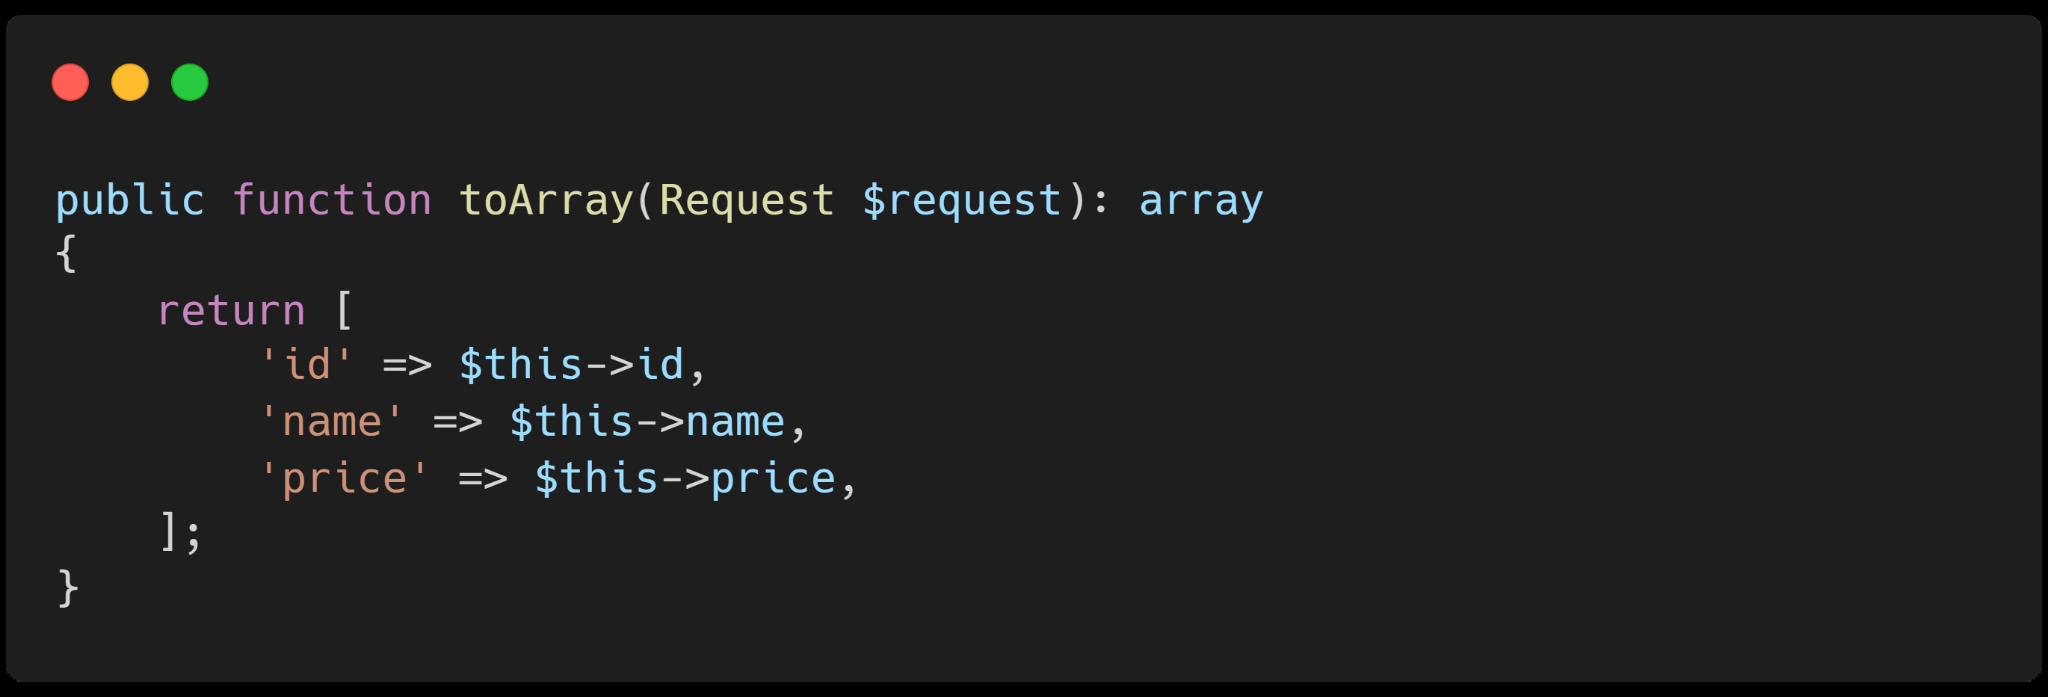 public function toArray(Request $request): array
{
    return [
        'id' => $this->id,
        'name' => $this->name,
        'price' => $this->price,
    ];
}